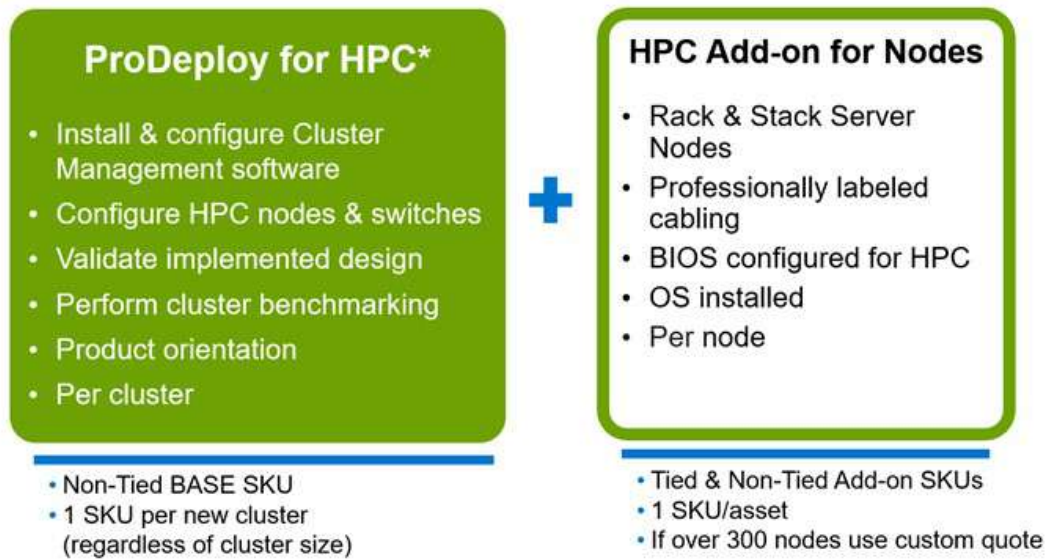 ProDeploy for HPC*
• Install & configure Cluster
Management software
• Configure HPC nodes & switches
• Validate implemented design
• Perform cluster benchmarking
• Product orientation
• Per cluster
• Non-Tied BASE SKU
• 1 SKU per new cluster
(regardless of cluster size)
+
HPC Add-on for Nodes
• Rack & Stack Server
Nodes
• Professionally labeled
cabling
• BIOS configured for HPC
• OS installed
• Per node
• Tied & Non-Tied Add-on SKUs
• 1 SKU/asset
• If over 300 nodes use custom quote